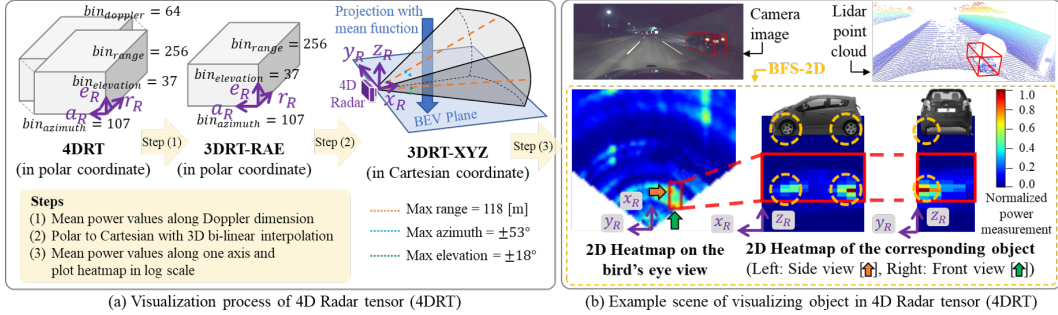 bin_doppler = 64
bin_range = 256
bin_elevation = 37
e_R
r_R
a_R
bin_azimuth = 107
4DRT
(in polar coordinate)
Step (1)
bin_range = 256
bin_elevation = 37
e_R
r_R
a_R
bin_azimuth = 107
3DRT-RAE
(in polar coordinate)
Step (2)
Projection with
mean function
y_R
z_R
x_R
4D
Radar
BEV Plane
3DRT-XYZ
(in Cartesian coordinate)
Step (3)
Steps
(1) Mean power values along Doppler dimension
(2) Polar to Cartesian with 3D bi-linear interpolation
(3) Mean power values along one axis and
plot heatmap in log scale
Max range = 118 [m]
Max azimuth = ±53°
Max elevation = ±18°
(a) Visualization process of 4D Radar tensor (4DRT)
Camera
image
Lidar
point
cloud
BFS-2D
x_R
y_R
2D Heatmap on the
bird's eye view
x_R
z_R
y_R
z_R
1.0
0.8
0.6
0.4
0.2
0.0
Normalized
power
measurement
2D Heatmap of the corresponding object
(Left: Side view [➡], Right: Front view [⬆])
(b) Example scene of visualizing object in 4D Radar tensor (4DRT)